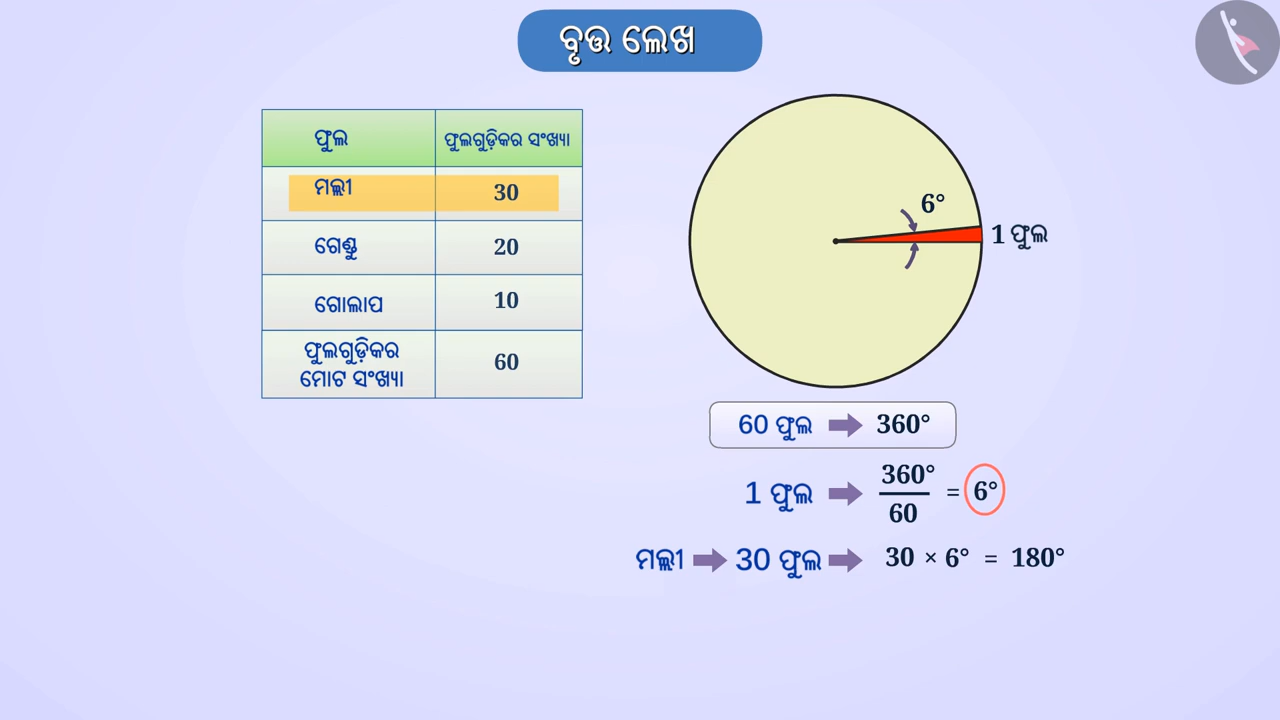 ବୃତ୍ତ ଲେଖ
ଫୁଲ ଫୁଲଗୁଡ଼ିକର ସଂଖ୍ୟା
ମଲ୍ଲୀ 30
ଗେଣ୍ଡୁ 20
ଗୋଲାପ 10
ଫୁଲଗୁଡ଼ିକର
ମୋଟ ସଂଖ୍ୟା 60
6°
1 ଫୁଲ
60 ଫୁଲ ➡ 360°
1 ଫୁଲ ➡ 360°/60 = 6°
ମଲ୍ଲୀ ➡ 30 ଫୁଲ ➡ 30 × 6° = 180°